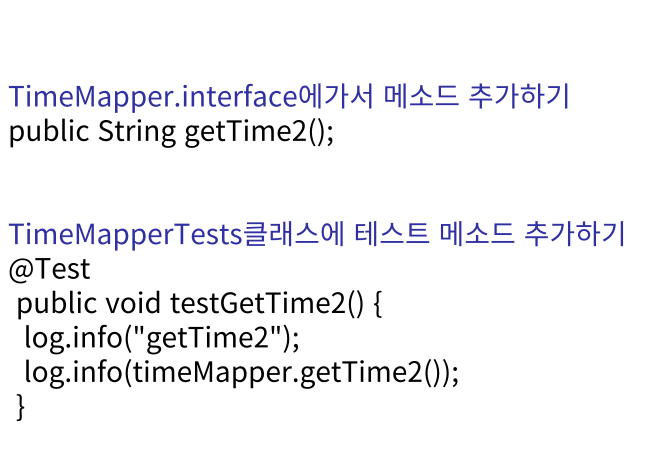 TimeMapper.interface에가서 메소드 추가하기
public String getTime2();
TimeMapperTests클래스에 테스트 메소드 추가하기
@Test
public void testGetTime2() {
log.info("getTime2");
log.info(timeMapper.getTime2());
}